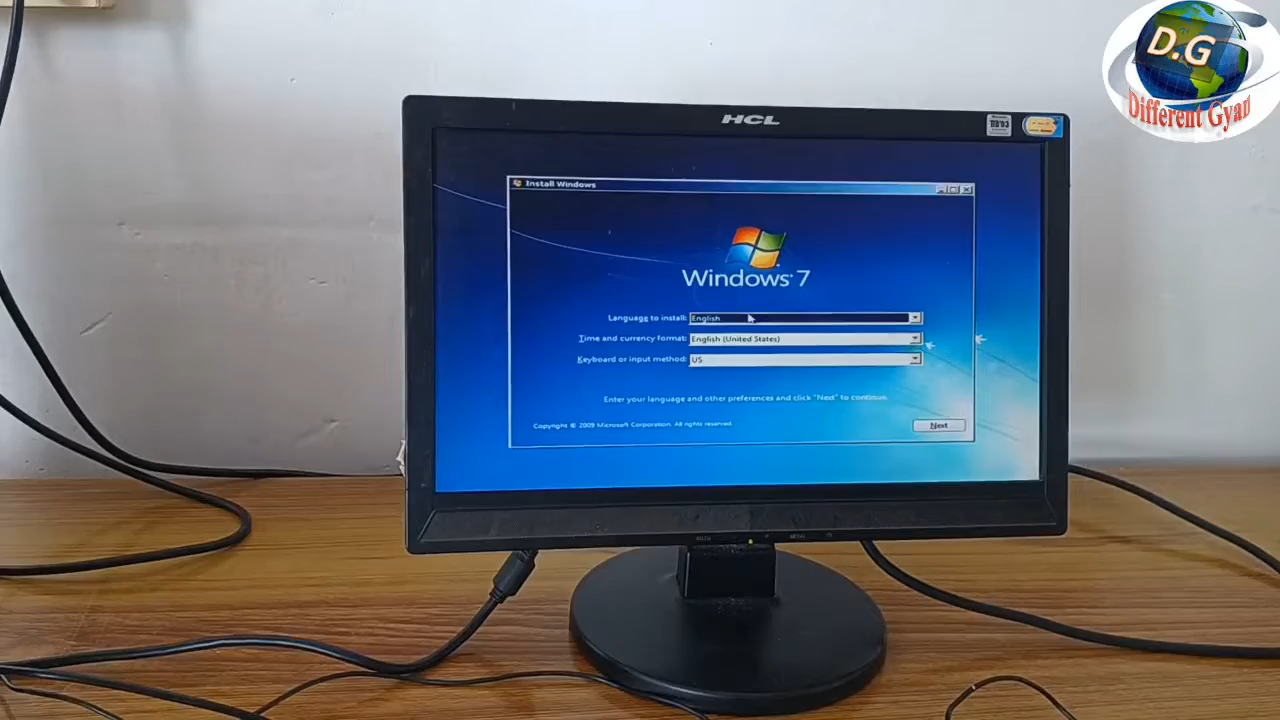 D.G
Different Gyan
HCL
Install Windows
Windows 7
Language to install: English
Time and currency format: English (United States)
Keyboard or input method: US
Enter your language and other preferences and click "Next" to continue.
Copyright © 2009 Microsoft Corporation. All rights reserved.
Next